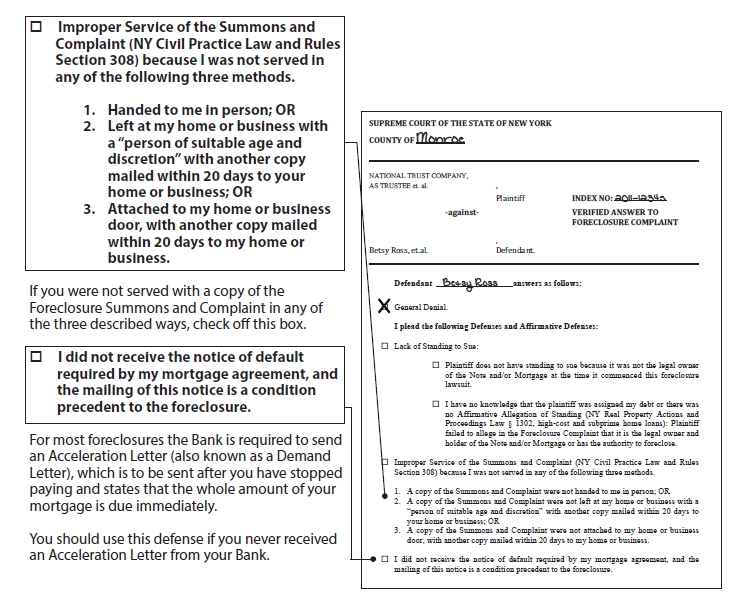 ☐ Improper Service of the Summons and
Complaint (NY Civil Practice Law and Rules
Section 308) because I was not served in
any of the following three methods.
1. Handed to me in person; OR
2. Left at my home or business with
a “person of suitable age and
discretion” with another copy
mailed within 20 days to your
home or business; OR
3. Attached to my home or business
door, with another copy mailed
within 20 days to my home or
business.
If you were not served with a copy of the
Foreclosure Summons and Complaint in any of
the three described ways, check off this box.
☐ I did not receive the notice of default
required by my mortgage agreement, and
the mailing of this notice is a condition
precedent to the foreclosure.
For most foreclosures the Bank is required to send
an Acceleration Letter (also known as a Demand
Letter), which is to be sent after you have stopped
paying and states that the whole amount of your
mortgage is due immediately.
You should use this defense if you never received
an Acceleration Letter from your Bank.
SUPREME COURT OF THE STATE OF NEW YORK
COUNTY OF Monroe
NATIONAL TRUST COMPANY,
AS TRUSTEE et. al. ,
Plaintiff INDEX NO: 2011-12345
-against- VERIFIED ANSWER TO
FORECLOSURE COMPLAINT
,
Betsy Ross, et.al. Defendant.
Defendant Betsy Ross answers as follows:
X General Denial.
I plead the following Defenses and Affirmative Defenses:
☐ Lack of Standing to Sue:
☐ Plaintiff does not have standing to sue because it was not the legal owner
of the Note and/or Mortgage at the time it commenced this foreclosure
lawsuit.
☐ I have no knowledge that the plaintiff was assigned my debt or there was
no Affirmative Allegation of Standing (NY Real Property Actions and
Proceedings Law § 1302, high-cost and subprime home loans): Plaintiff
failed to allege in the Foreclosure Complaint that it is the legal owner and
holder of the Note and/or Mortgage or has the authority to foreclose.
☐ Improper Service of the Summons and Complaint (NY Civil Practice Law and Rules
Section 308) because I was not served in any of the following three methods.
1. A copy of the Summons and Complaint were not handed to me in person; OR
2. A copy of the Summons and Complaint were not left at my home or business with a
“person of suitable age and discretion” with another copy mailed within 20 days to
your home or business; OR
3. A copy of the Summons and Complaint were not attached to my home or business
door, with another copy mailed within 20 days to my home or business.
☐ I did not receive the notice of default required by my mortgage agreement, and the
mailing of this notice is a condition precedent to the foreclosure.